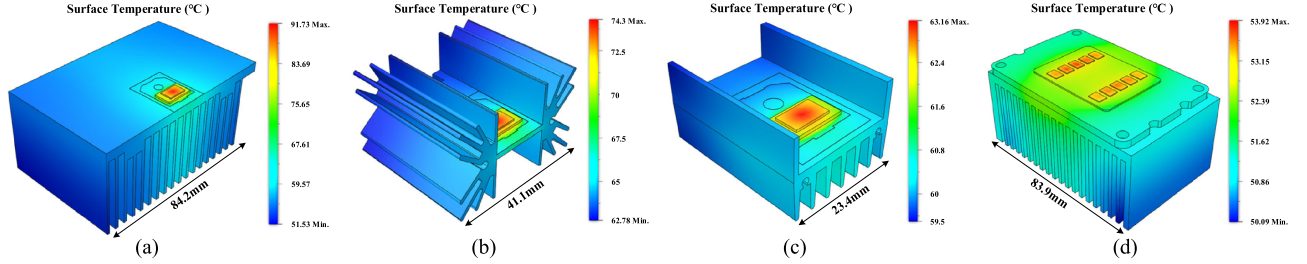 Surface Temperature (℃ )
91.73 Max.
83.69
75.65
67.61
59.57
51.53 Min.
84.2mm
(a)
Surface Temperature (℃ )
74.3 Max.
72.5
70
67.5
65
62.78 Min.
41.1mm
(b)
Surface Temperature (℃ )
63.16 Max.
62.4
61.6
60.8
60
59.5
23.4mm
(c)
Surface Temperature (℃ )
53.92 Max.
53.15
52.39
51.62
50.86
50.09 Min.
83.9mm
(d)